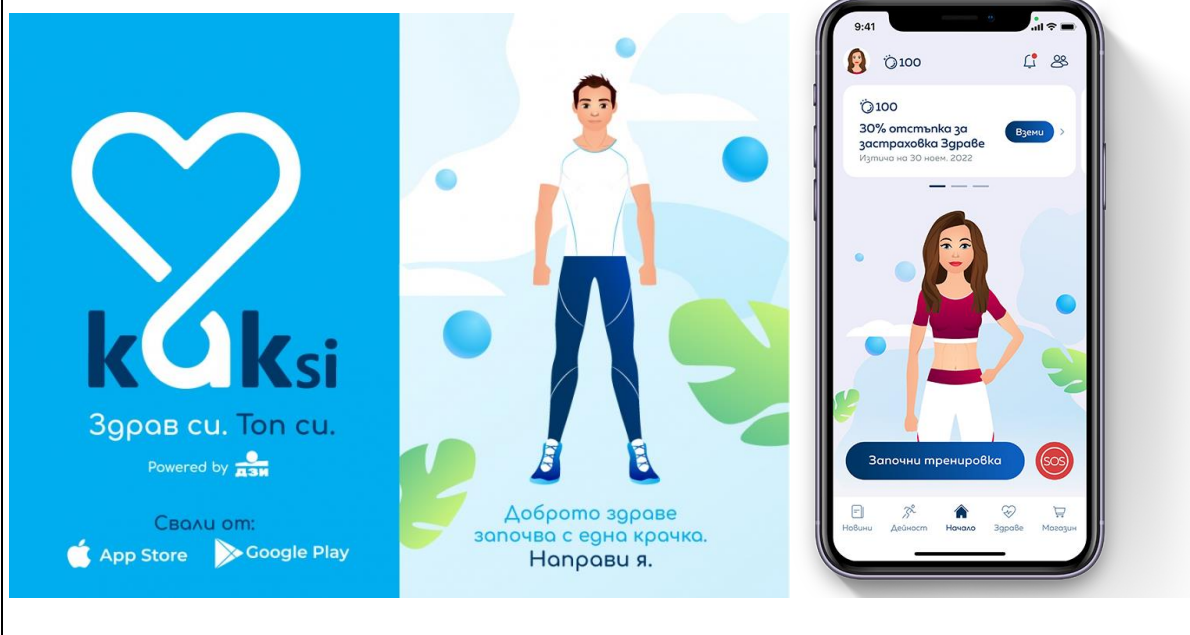 kaksi
Здрав си. Топ си.
Powered by ДЗИ
Свали от:
App Store Google Play
Доброто здраве
започва с една крачка.
Направи я.
9:41
100
100
30% отстъпка за
застраховка Здраве
Изтича на 30 ноем. 2022
Вземи
Започни тренировка
SOS
Новини Дейност Начало Здраве Магазин